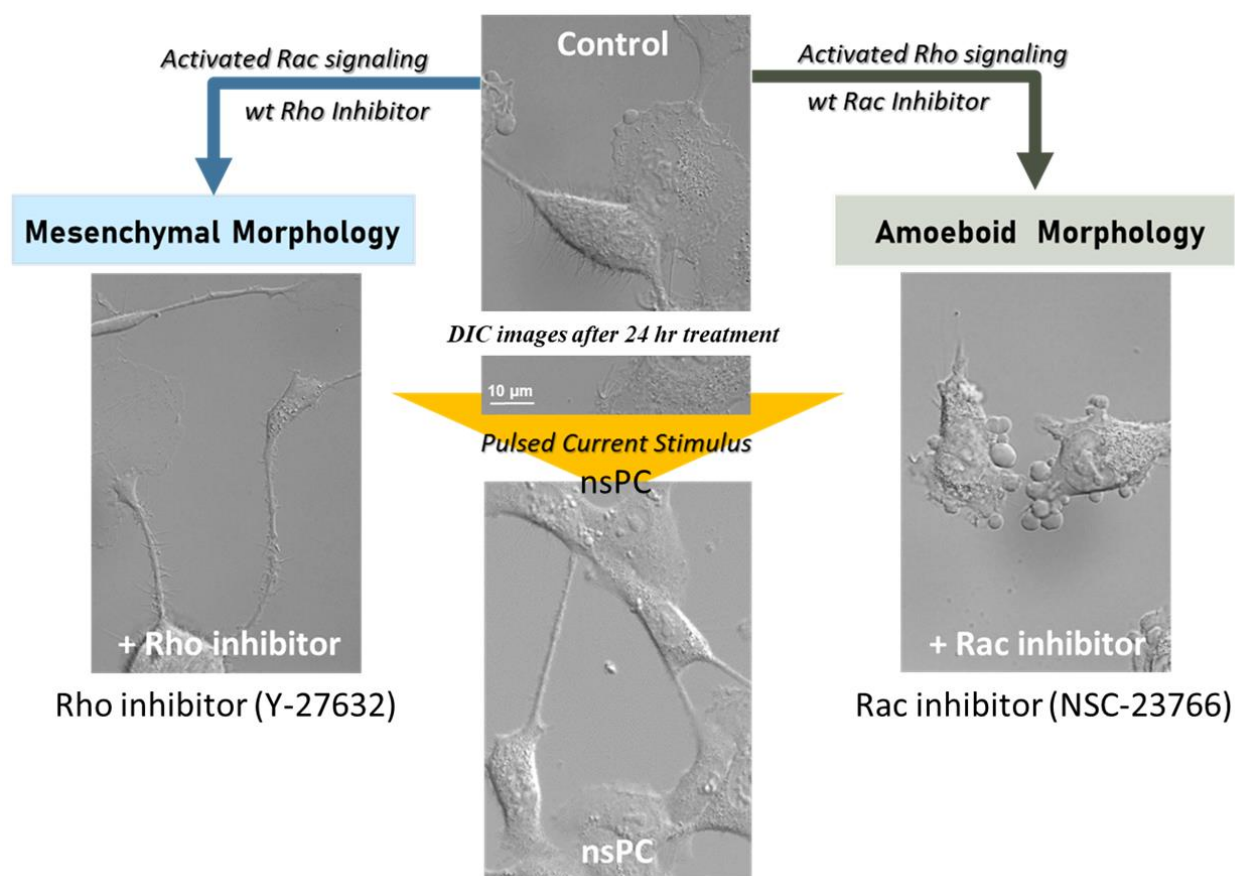 Control
Activated Rac signaling
wt Rho Inhibitor
Activated Rho signaling
wt Rac Inhibitor
Mesenchymal Morphology
Amoeboid Morphology
DIC images after 24 hr treatment
10 µm
Pulsed Current Stimulus
nsPC
+ Rho inhibitor
+ Rac inhibitor
Rho inhibitor (Y-27632)
Rac inhibitor (NSC-23766)
nsPC